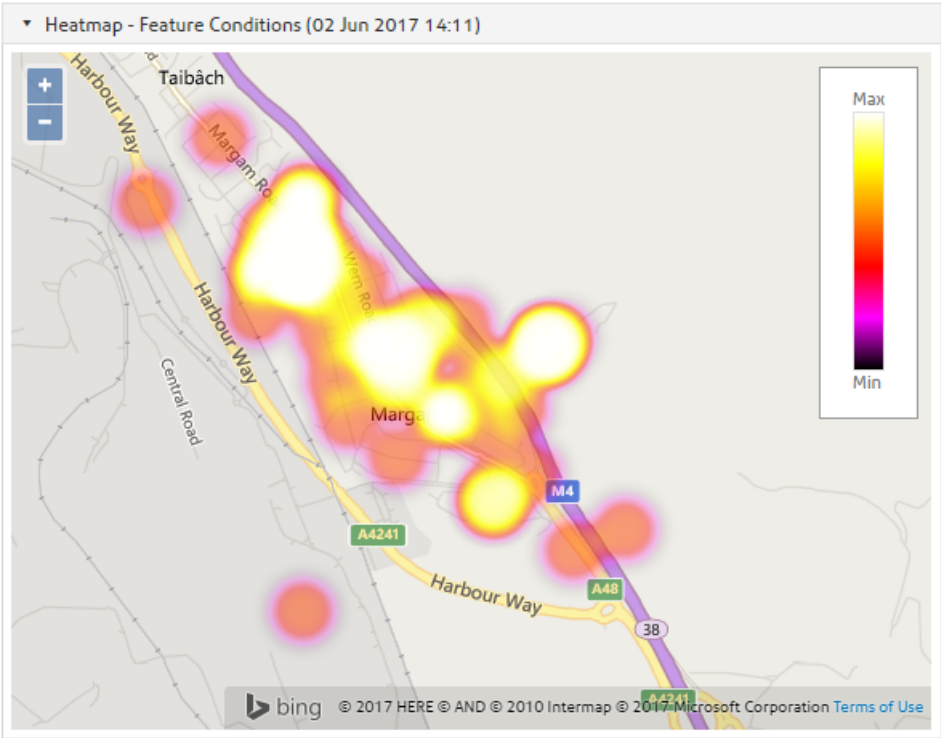 Heatmap - Feature Conditions (02 Jun 2017 14:11)
+
−
Taibâch
Max
Harbour Way
Margam Roa
Wern Road
Harbour Way
Central Road
Min
Marga
M4
A4241
Harbour Way
A48
38
A4241
bing © 2017 HERE © AND © 2010 Intermap © 2017 Microsoft Corporation Terms of Use